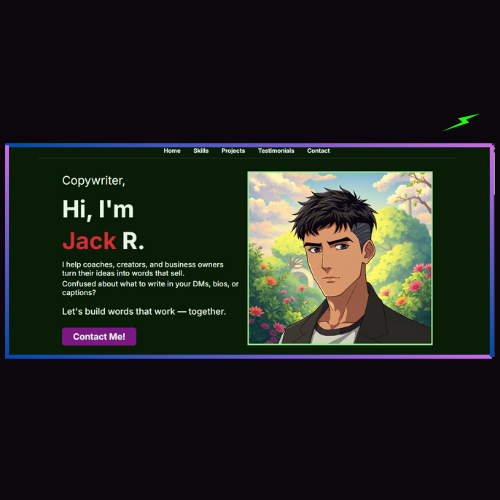 Home Skills Projects Testimonials Contact
Copywriter,
Hi, I'm
Jack R.
I help coaches, creators, and business owners
turn their ideas into words that sell.
Confused about what to write in your DMs, bios, or
captions?
Let's build words that work — together.
Contact Me!